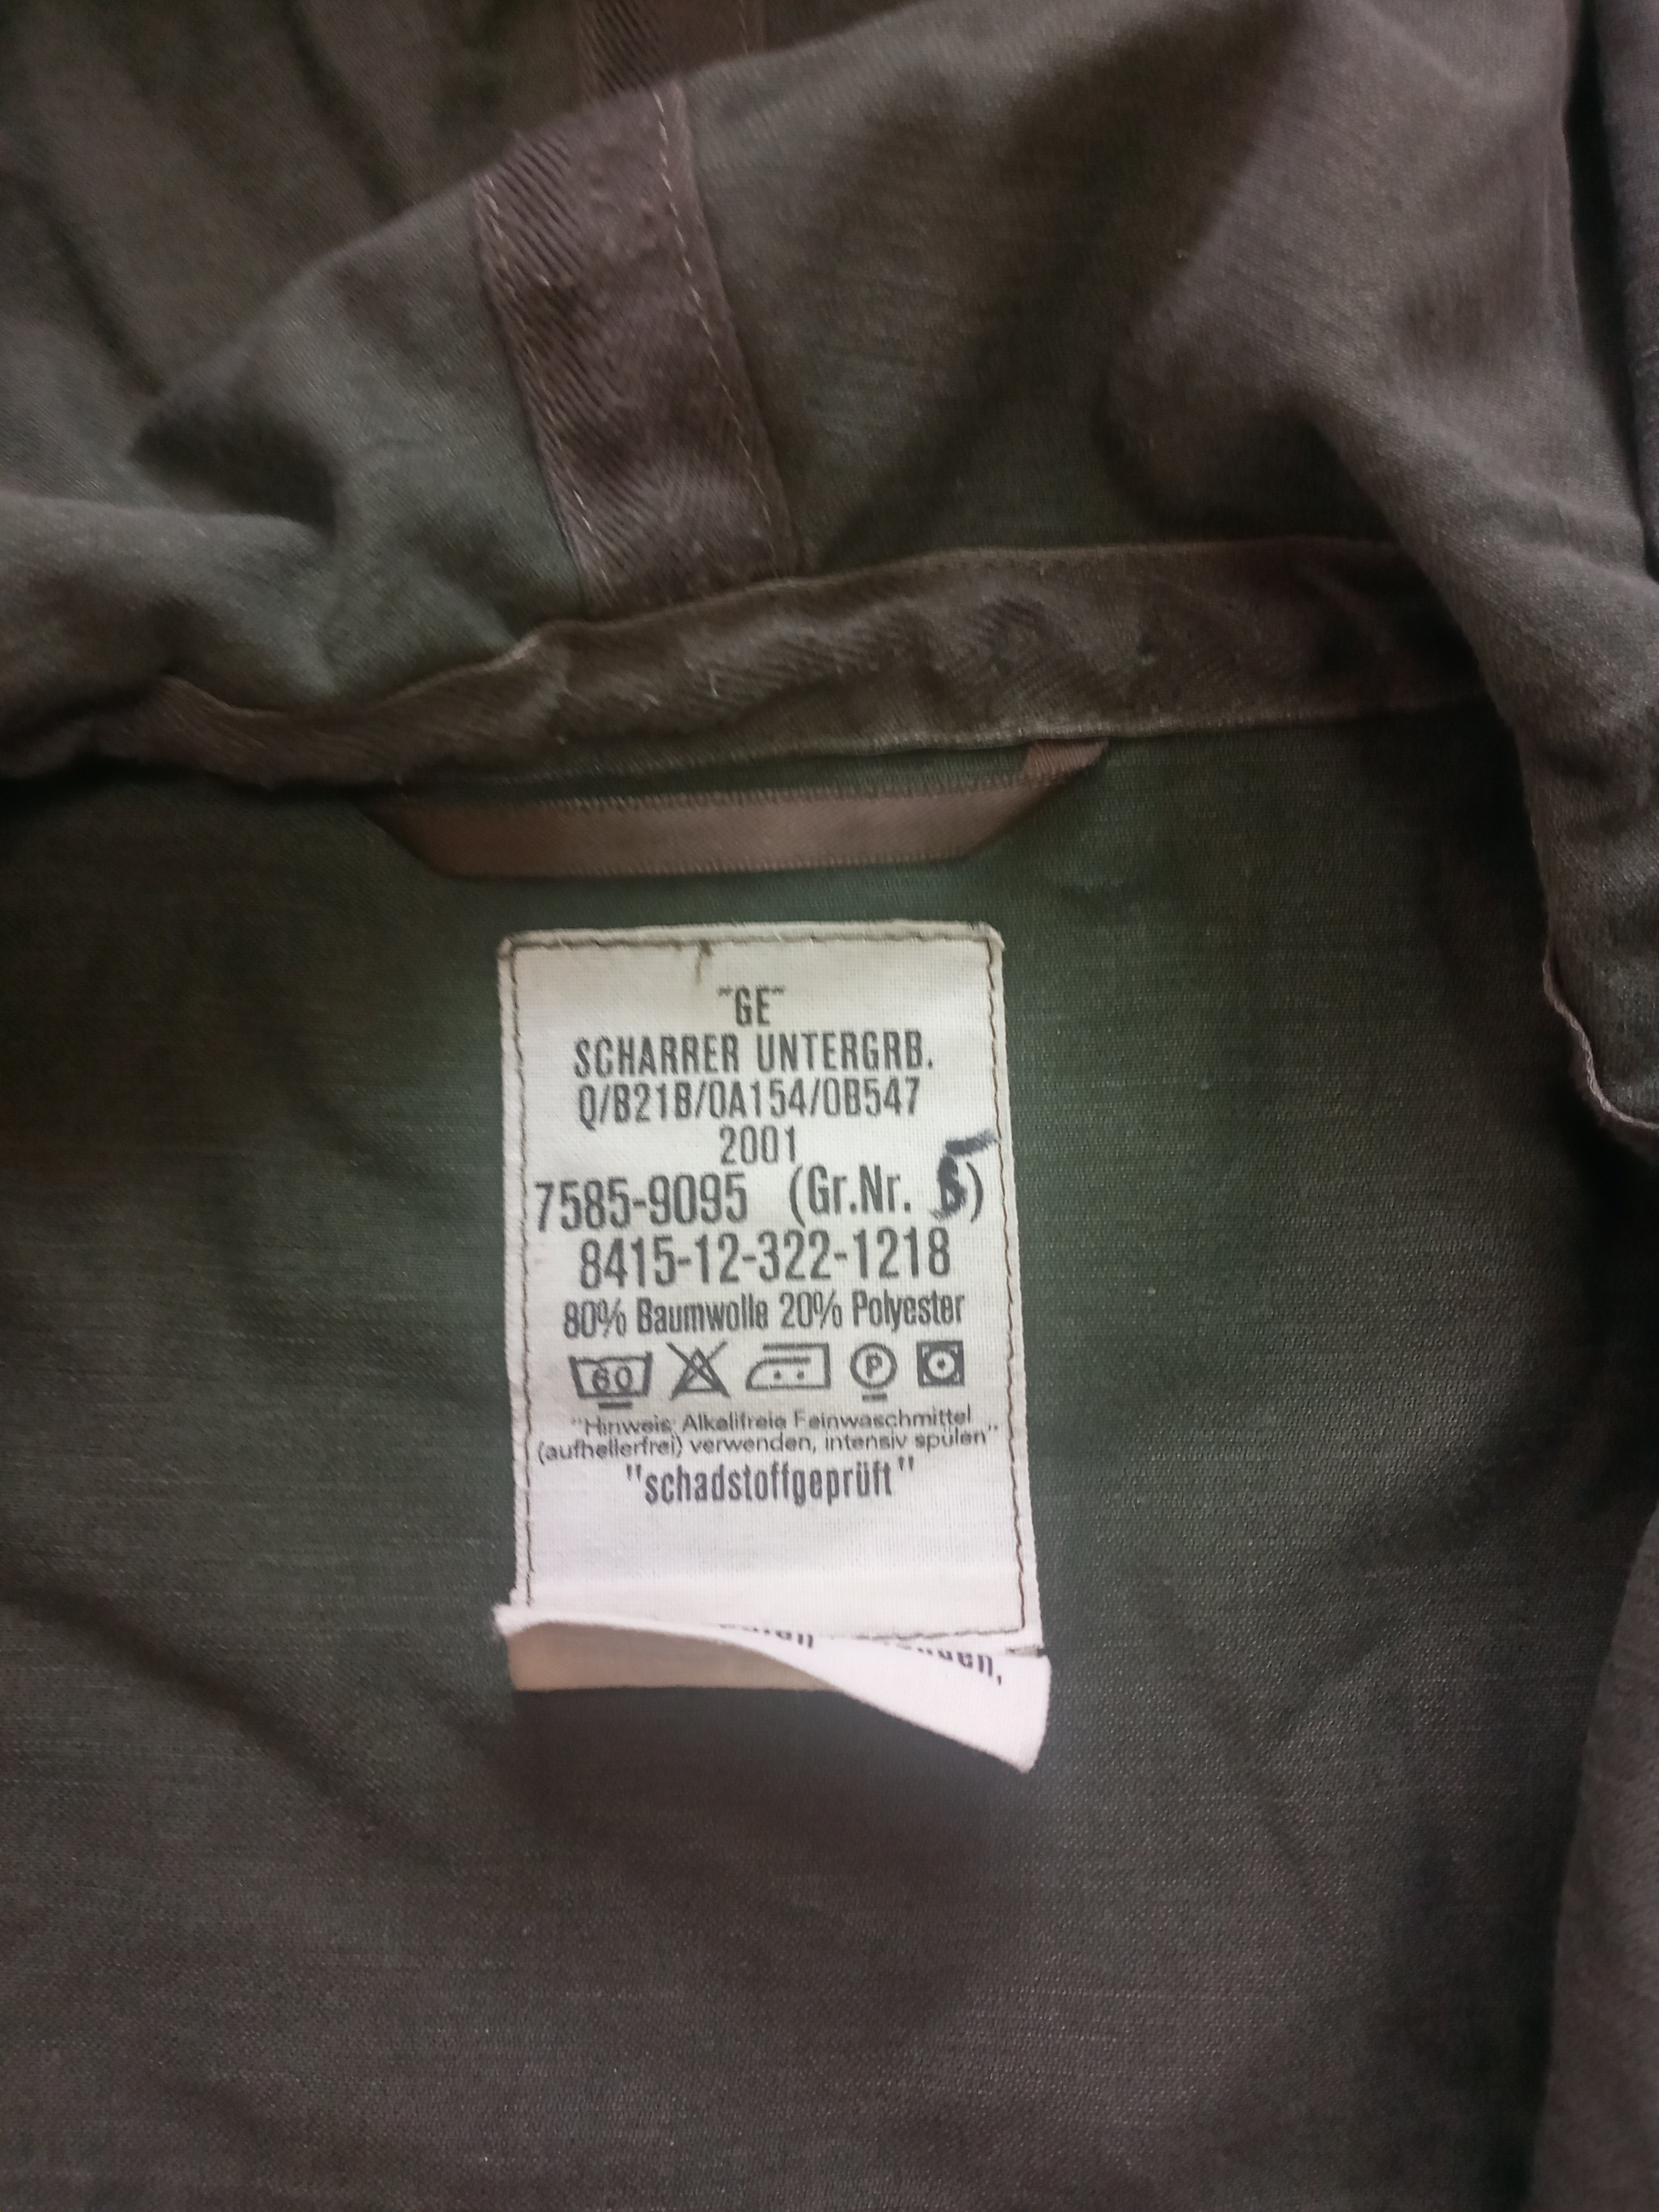 "GE"
SCHARRER UNTERGRB.
Q/B21B/0A154/0B547
2001
7585-9095 (Gr.Nr. 5)
8415-12-322-1218
80% Baumwolle 20% Polyester
60 P
"Hinweis: Alkalifreie Feinwaschmittel
(aufhellerfrei) verwenden, intensiv spülen"
"schadstoffgeprüft"